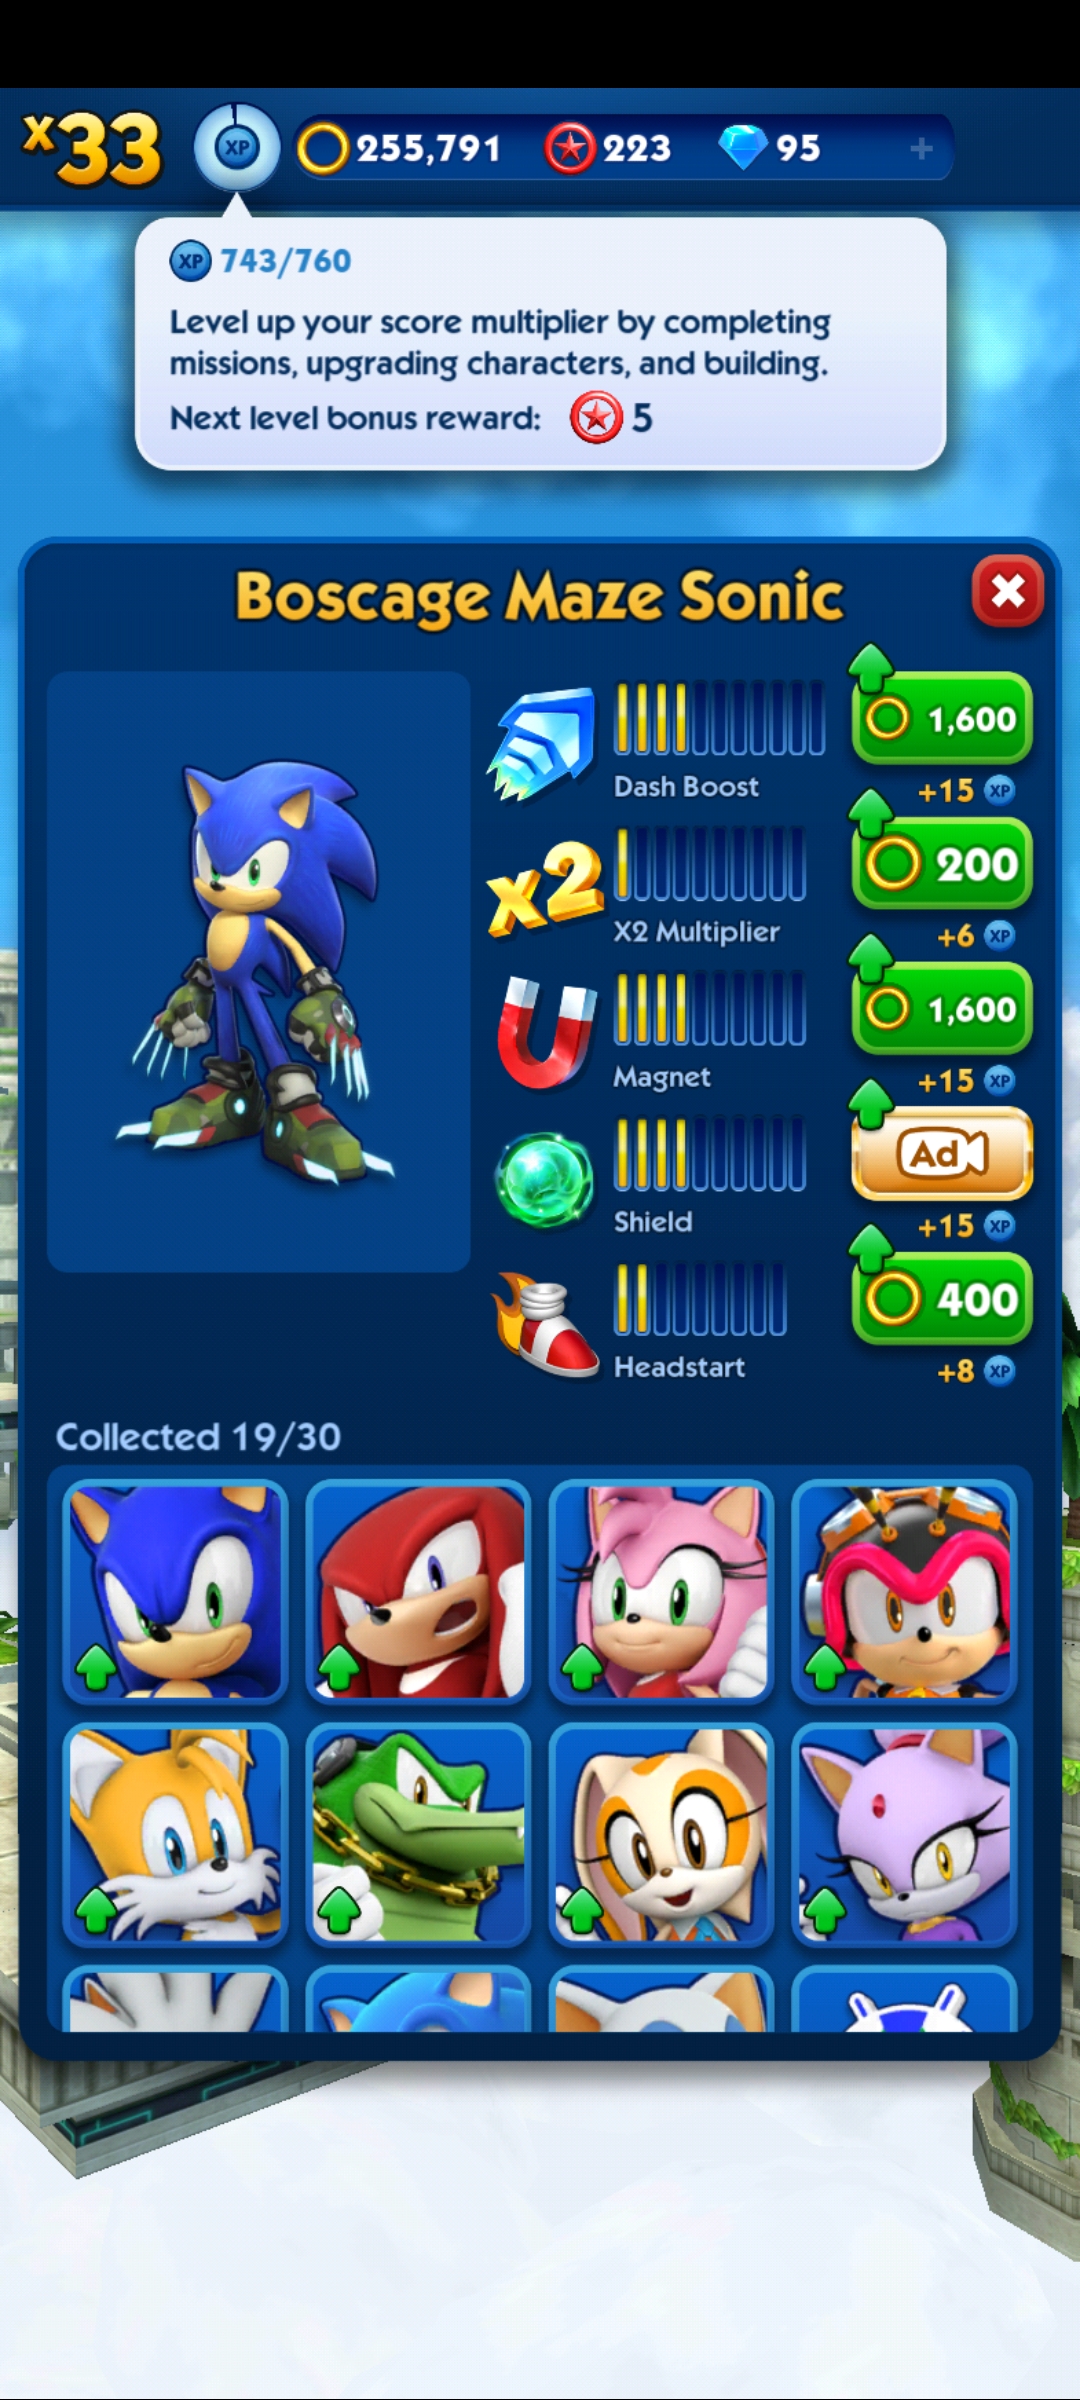 x33 XP 255,791 223 95 +
XP 743/760
Level up your score multiplier by completing
missions, upgrading characters, and building.
Next level bonus reward: 5
Boscage Maze Sonic
1,600
Dash Boost
+15 XP
x2
200
X2 Multiplier
+6 XP
1,600
Magnet
+15 XP
Ad
Shield
+15 XP
400
Headstart
+8 XP
Collected 19/30